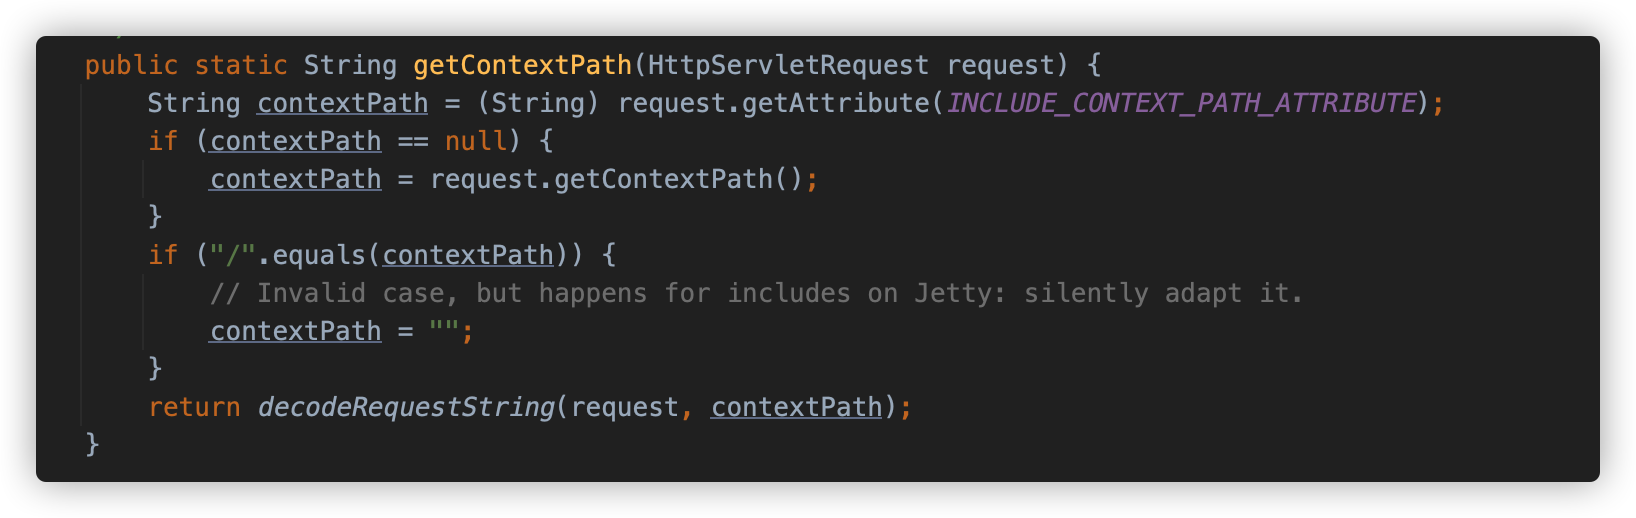 public static String getContextPath(HttpServletRequest request) {
String contextPath = (String) request.getAttribute(INCLUDE_CONTEXT_PATH_ATTRIBUTE);
if (contextPath == null) {
contextPath = request.getContextPath();
}
if ("/".equals(contextPath)) {
// Invalid case, but happens for includes on Jetty: silently adapt it.
contextPath = "";
}
return decodeRequestString(request, contextPath);
}